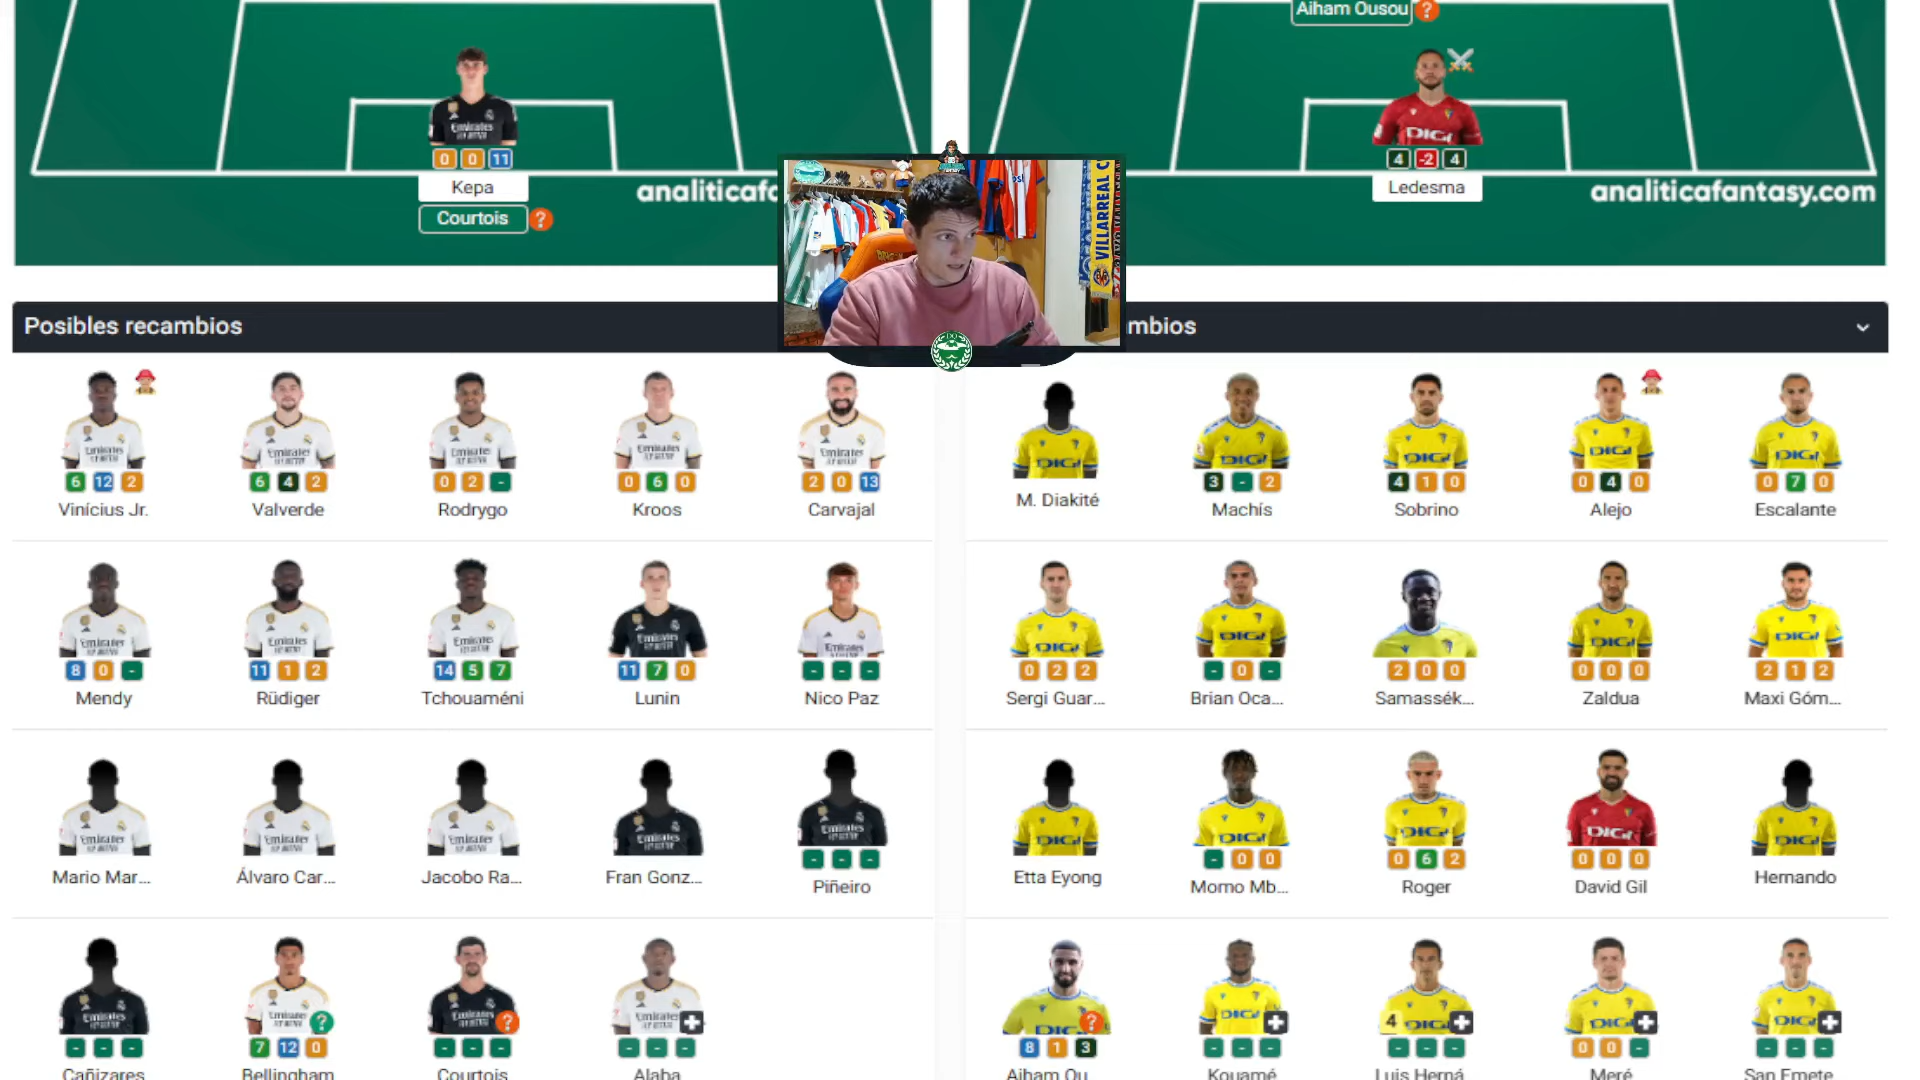 Aiham Ousou ?
0 0 11
4 -2 4
Kepa
Ledesma
analiticafa
analiticafantasy.com
Courtois ?
VILLARREAL C
Posibles recambios
mbios
6 12 2
6 4 2
0 2 -
0 6 0
2 0 13
Vinícius Jr.
Valverde
Rodrygo
Kroos
Carvajal
3 - 2
4 1 0
0 4 0
0 7 0
M. Diakité
Machís
Sobrino
Alejo
Escalante
8 0 -
11 1 2
14 5 7
11 7 0
- - -
Mendy
Rüdiger
Tchouaméni
Lunin
Nico Paz
0 2 2
- 0 -
2 0 0
0 0 0
2 1 2
Sergi Guar...
Brian Oca...
Samassék...
Zaldua
Maxi Góm...
- - -
Mario Mar...
Álvaro Car...
Jacobo Ra...
Fran Gonz...
Piñeiro
- 0 0
0 6 2
0 0 0
Etta Eyong
Momo Mb...
Roger
David Gil
Hernando
- - -
7 12 0
- - -
- - -
Cañizares
Bellingham
Courtois
Alaba
8 1 3
- - -
4
- - -
0 0 -
- - -
Aiham Ou...
Kouamé
Luis Herná...
Meré
San Emete...